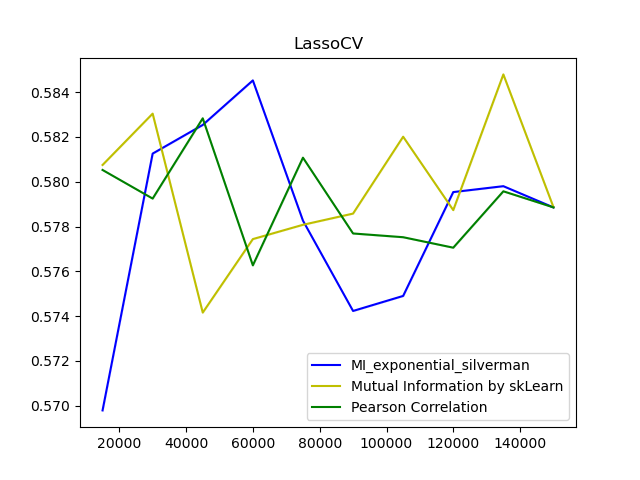 LassoCV
0.584
0.582
0.580
0.578
0.576
0.574
0.572
0.570
MI_exponential_silverman
Mutual Information by skLearn
Pearson Correlation
20000 40000 60000 80000 100000 120000 140000